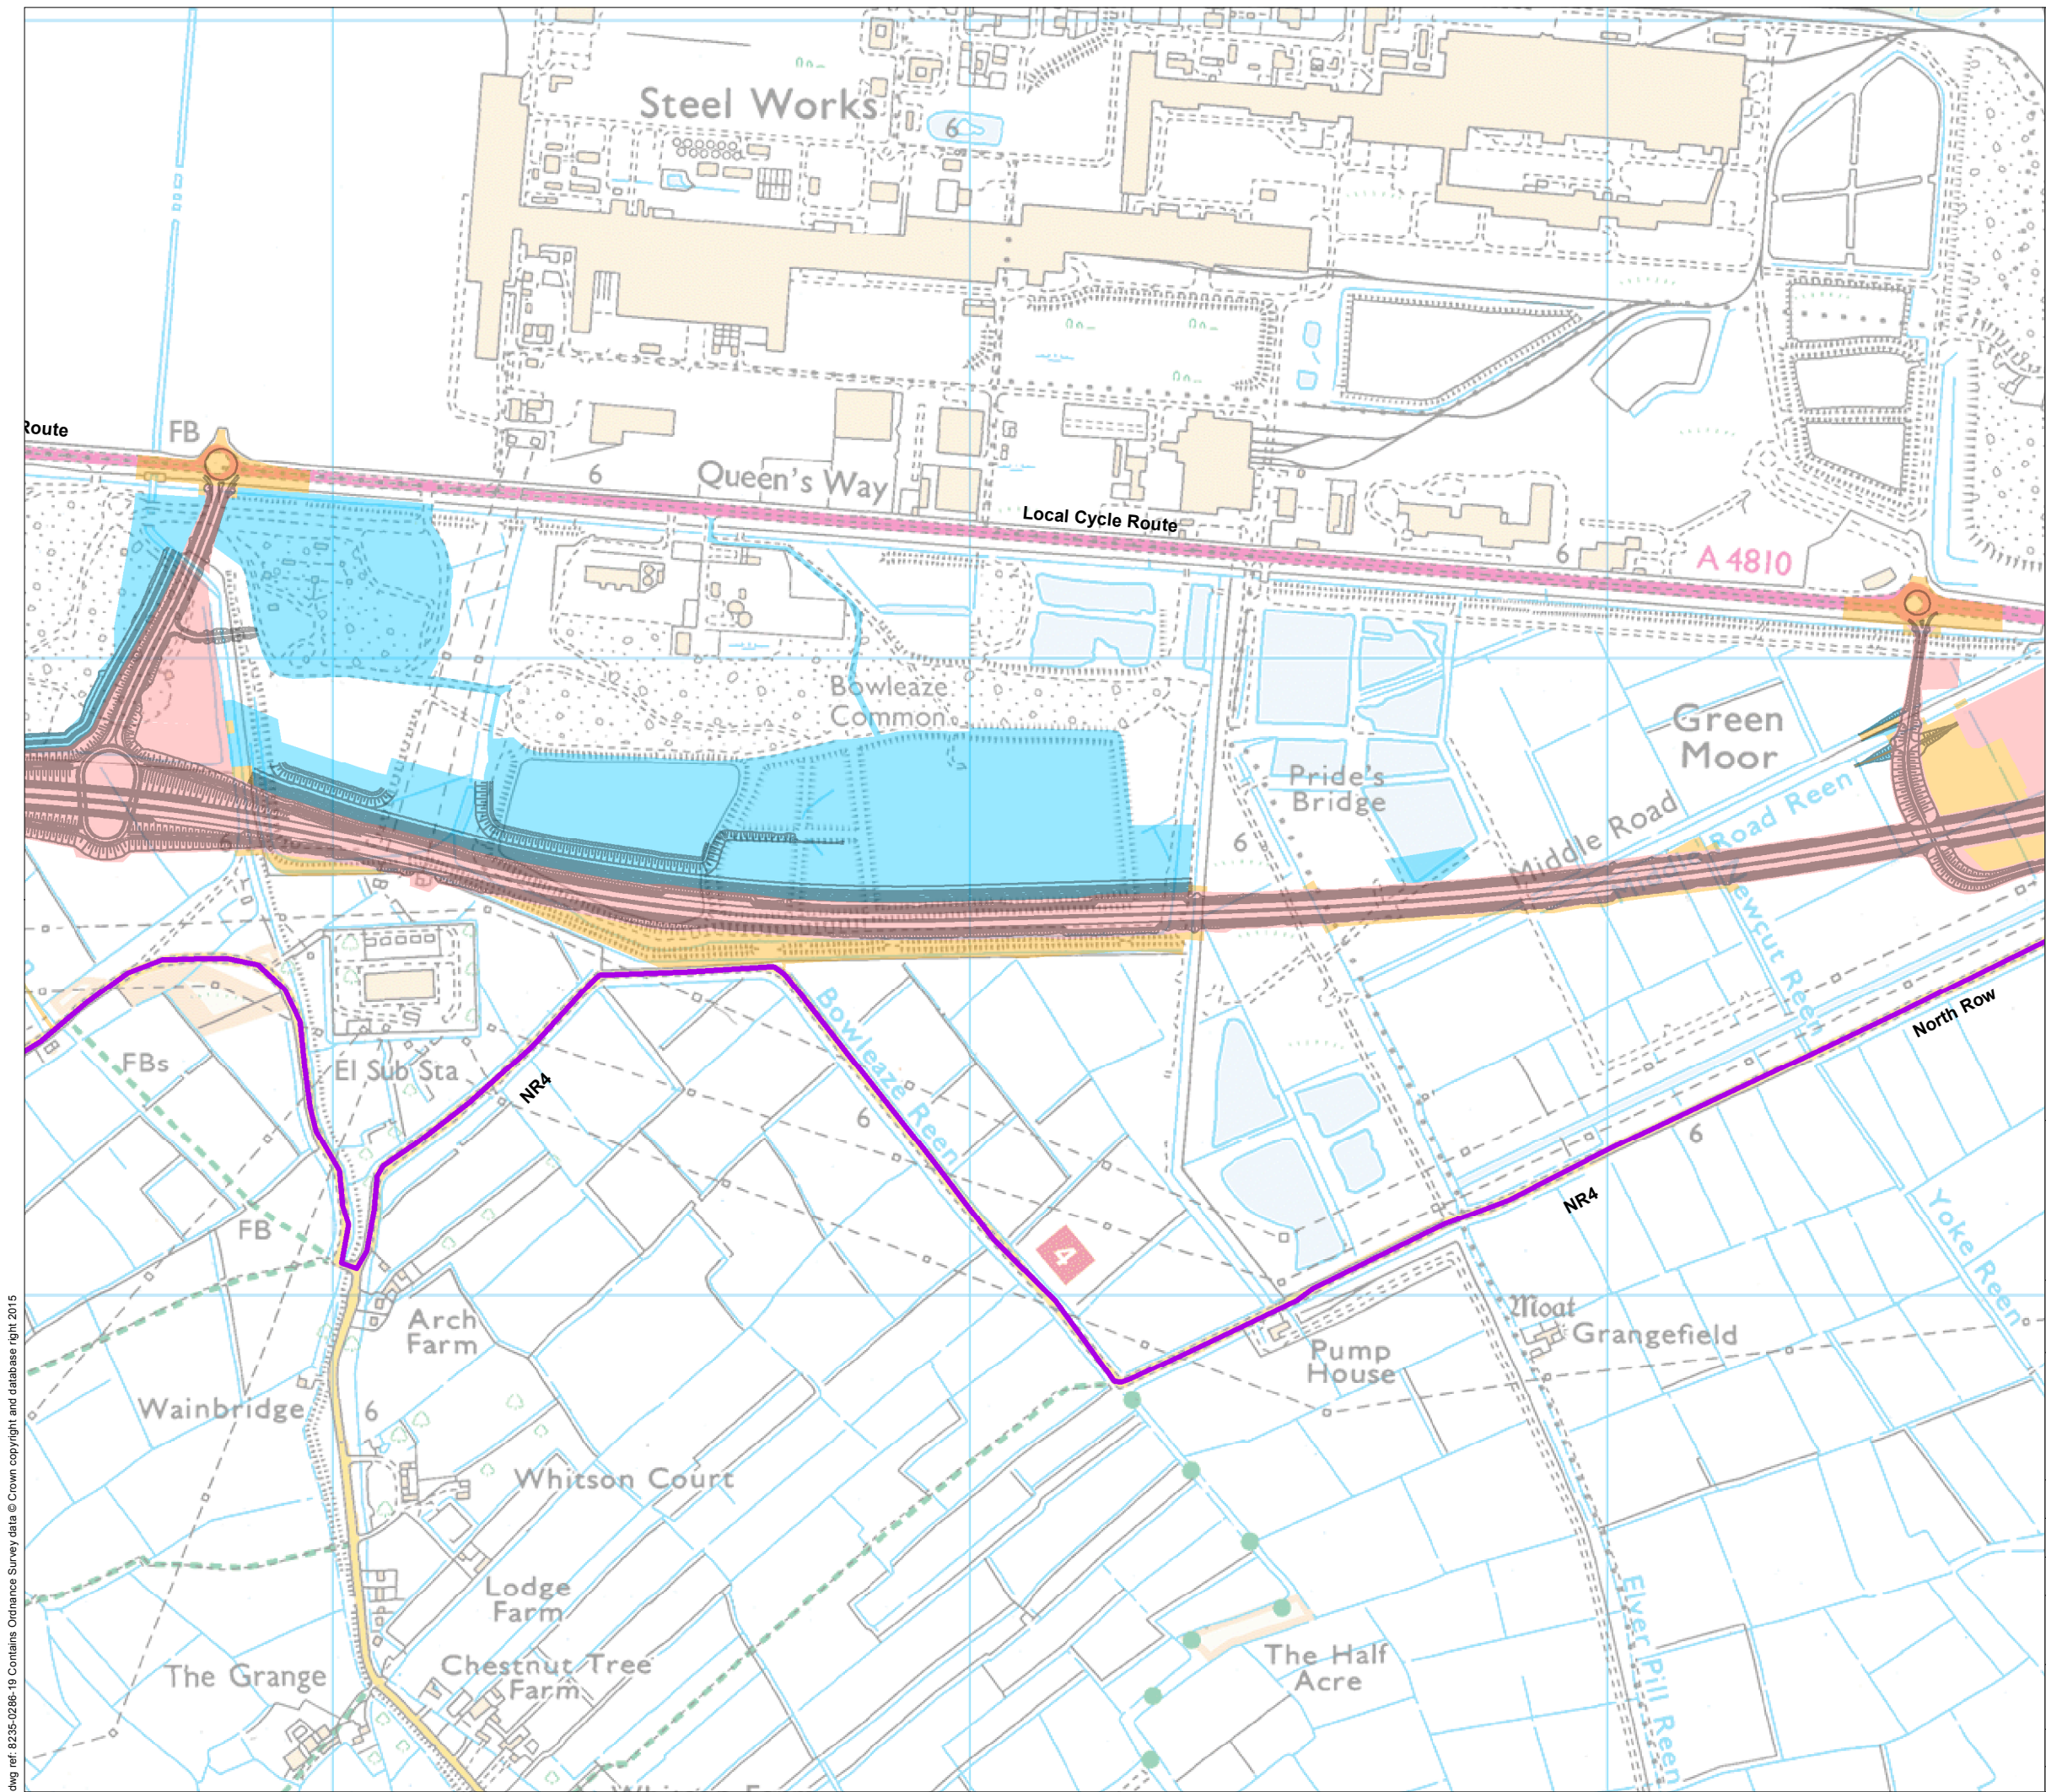 Steel Works
6
7
Route
FB
6
Queen's Way
Local Cycle Route
6
A 4810
Bowleaze
Common
Green
Moor
Pride's
Bridge
6
Middle Road
Middle Road Reen
Newcut Reen
6
North Row
FBs
El Sub Sta
NR4
Bowleaze Reen
6
6
NR4
FB
4
Yoke Reen
Arch
Farm
Moat
Grangefield
Pump
House
Wainbridge
6
Whitson Court
Lodge
Farm
Elver Pill Reen
The Half
Acre
The Grange
Chestnut Tree
Farm
dwg ref: 8235-0286-19 Contains Ordnance Survey data © Crown copyright and database right 2015